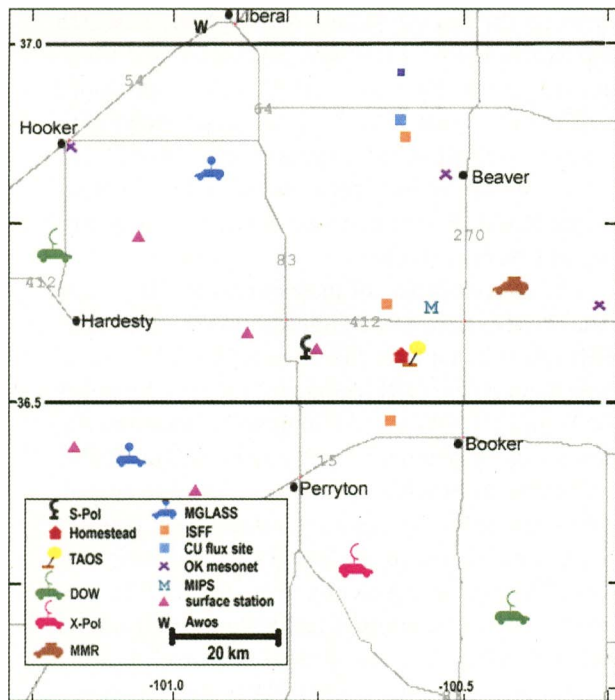 W
Liberal
37.0
54
64
Hooker
Beaver
270
83
412
M
Hardesty
412
36.5
Booker
15
Perryton
S-Pol
MGLASS
Homestead
ISFF
TAOS
CU flux site
OK mesonet
DOW
M
MIPS
surface station
X-Pol
W
Awos
MMR
20 km
-101.0
-100.5